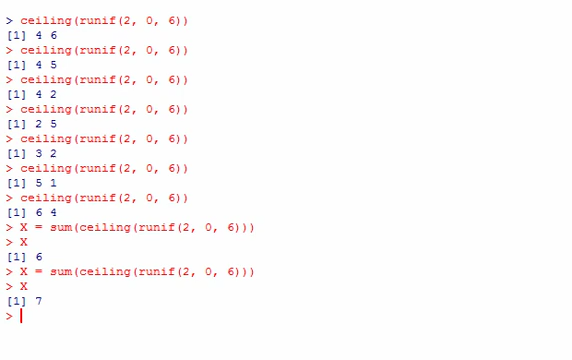 > ceiling(runif(2, 0, 6))
[1] 4 6
> ceiling(runif(2, 0, 6))
[1] 4 5
> ceiling(runif(2, 0, 6))
[1] 4 2
> ceiling(runif(2, 0, 6))
[1] 2 5
> ceiling(runif(2, 0, 6))
[1] 3 2
> ceiling(runif(2, 0, 6))
[1] 5 1
> ceiling(runif(2, 0, 6))
[1] 6 4
> X = sum(ceiling(runif(2, 0, 6)))
> X
[1] 6
> X = sum(ceiling(runif(2, 0, 6)))
> X
[1] 7
>